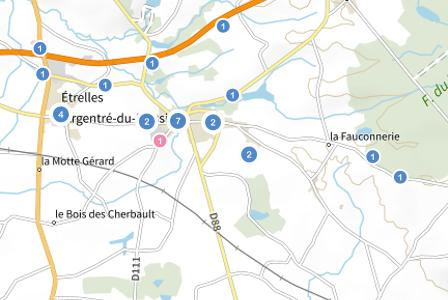 1
1
1
1
1
1
Étrelles
4
Argentré-du-
2
7
2
1
2
la Fauconnerie
1
1
F. du
la Motte Gérard
le Bois des Cherbault
D88
D111